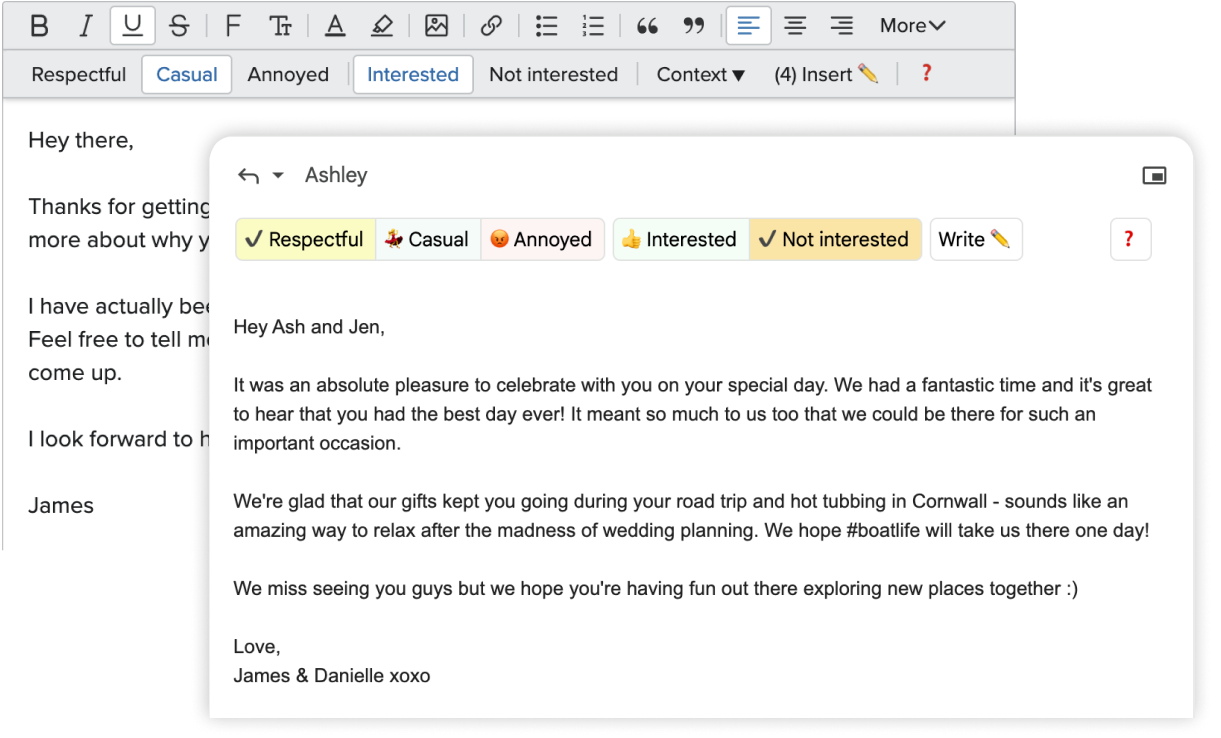 B I U S F Tr A More
Respectful Casual Annoyed Interested Not interested Context ▼ (4) Insert ✏️ ?
Hey there,
Thanks for getting
more about why y
I have actually bee
Feel free to tell m
come up.
I look forward to h
James
Ashley
✓ Respectful 💃 Casual 😡 Annoyed 👍 Interested ✓ Not interested Write ✏️ ?
Hey Ash and Jen,
It was an absolute pleasure to celebrate with you on your special day. We had a fantastic time and it's great
to hear that you had the best day ever! It meant so much to us too that we could be there for such an
important occasion.
We're glad that our gifts kept you going during your road trip and hot tubbing in Cornwall - sounds like an
amazing way to relax after the madness of wedding planning. We hope #boatlife will take us there one day!
We miss seeing you guys but we hope you're having fun out there exploring new places together :)
Love,
James & Danielle xoxo